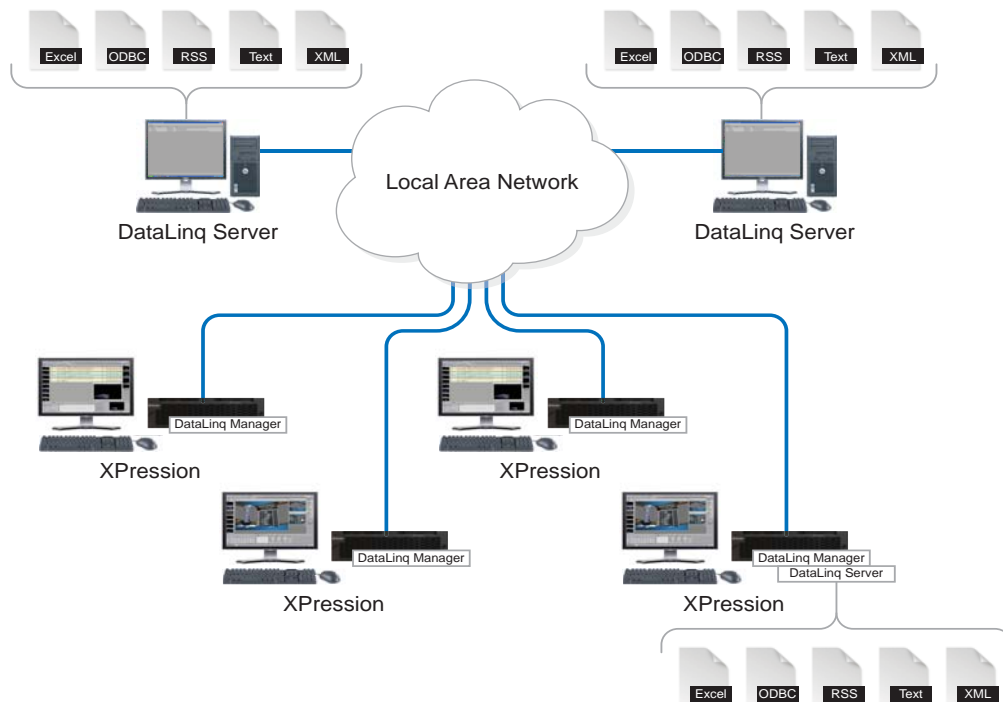 Excel ODBC RSS Text XML
Excel ODBC RSS Text XML
Local Area Network
DataLinq Server
DataLinq Server
DataLinq Manager
XPression
DataLinq Manager
XPression
DataLinq Manager
XPression
DataLinq Manager
DataLinq Server
XPression
Excel ODBC RSS Text XML